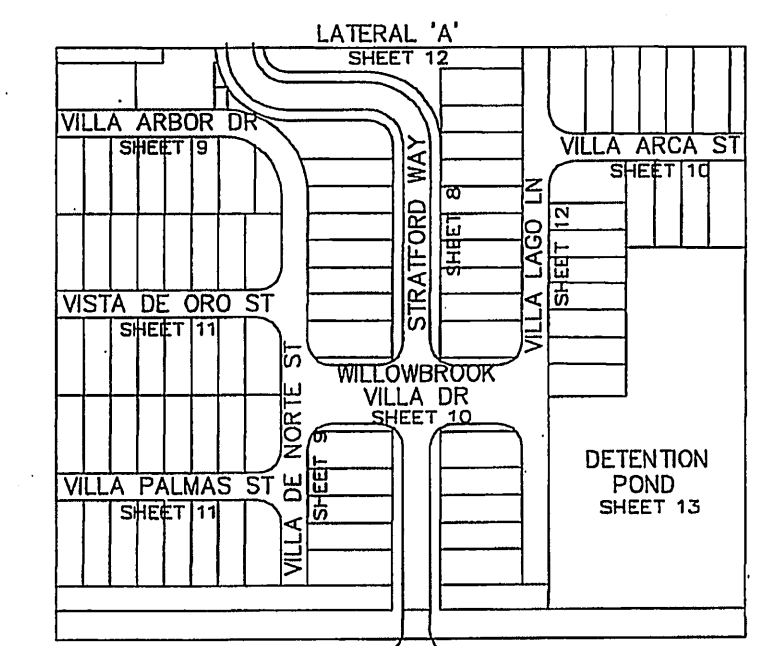 LATERAL 'A'
SHEET 12
VILLA ARBOR DR
SHEET 9
VILLA ARCA ST
SHEET 10
STRATFORD WAY
SHEET 8
VILLA LAGO LN
SHEET 12
VISTA DE ORO ST
SHEET 11
WILLOWBROOK
VILLA DR
SHEET 10
VILLA DE NORTE ST
SHEET 9
VILLA PALMAS ST
SHEET 11
DETENTION
POND
SHEET 13